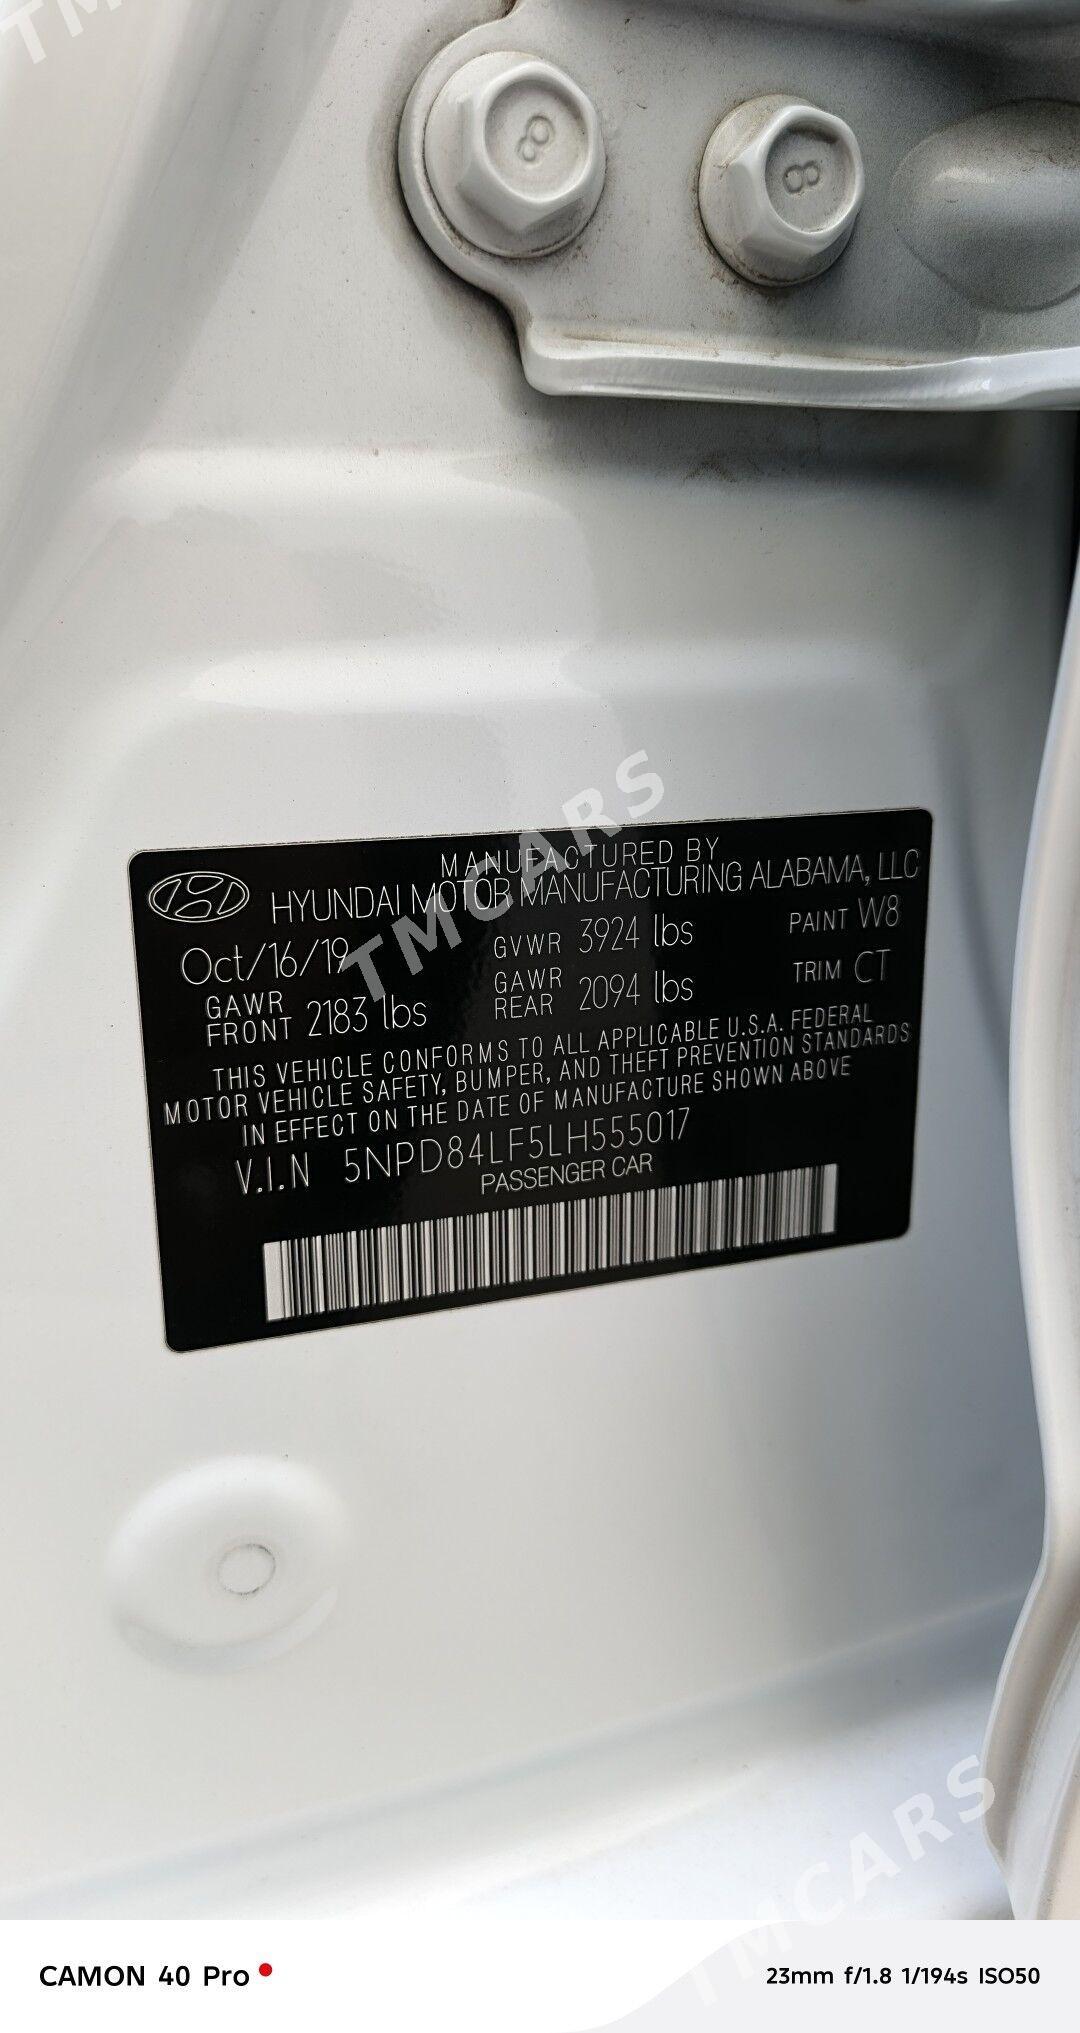 8
8
MANUFACTURED BY
HYUNDAI MOTOR MANUFACTURING ALABAMA, LLC
Oct/16/19 GVWR 3924 lbs PAINT W8
GAWR FRONT 2183 lbs GAWR REAR 2094 lbs TRIM CT
THIS VEHICLE CONFORMS TO ALL APPLICABLE U.S.A. FEDERAL
MOTOR VEHICLE SAFETY, BUMPER, AND THEFT PREVENTION STANDARDS
IN EFFECT ON THE DATE OF MANUFACTURE SHOWN ABOVE
V.I.N 5NPD84LF5LH555017
PASSENGER CAR
TMCARS
TMCARS
CAMON 40 Pro
23mm f/1.8 1/194s ISO50